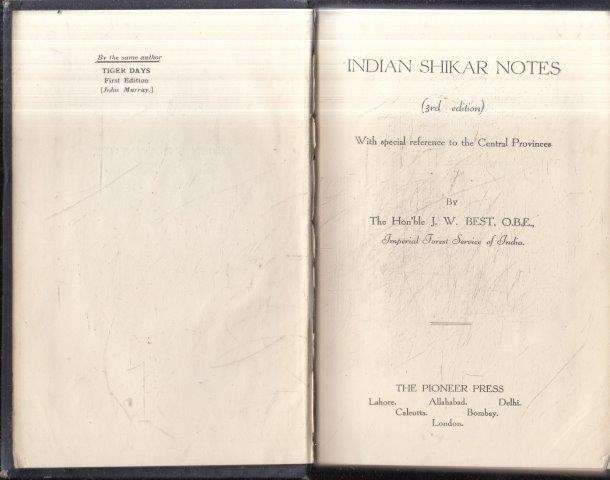 By the same author
TIGER DAYS
First Edition
[John Murray.]
INDIAN SHIKAR NOTES
(3rd edition)
With special reference to the Central Provinces
By
The Hon'ble J. W. BEST, O.B.E.,
Imperial Forest Service of India.
THE PIONEER PRESS
Lahore. Allahabad. Delhi.
Calcutta. Bombay.
London.